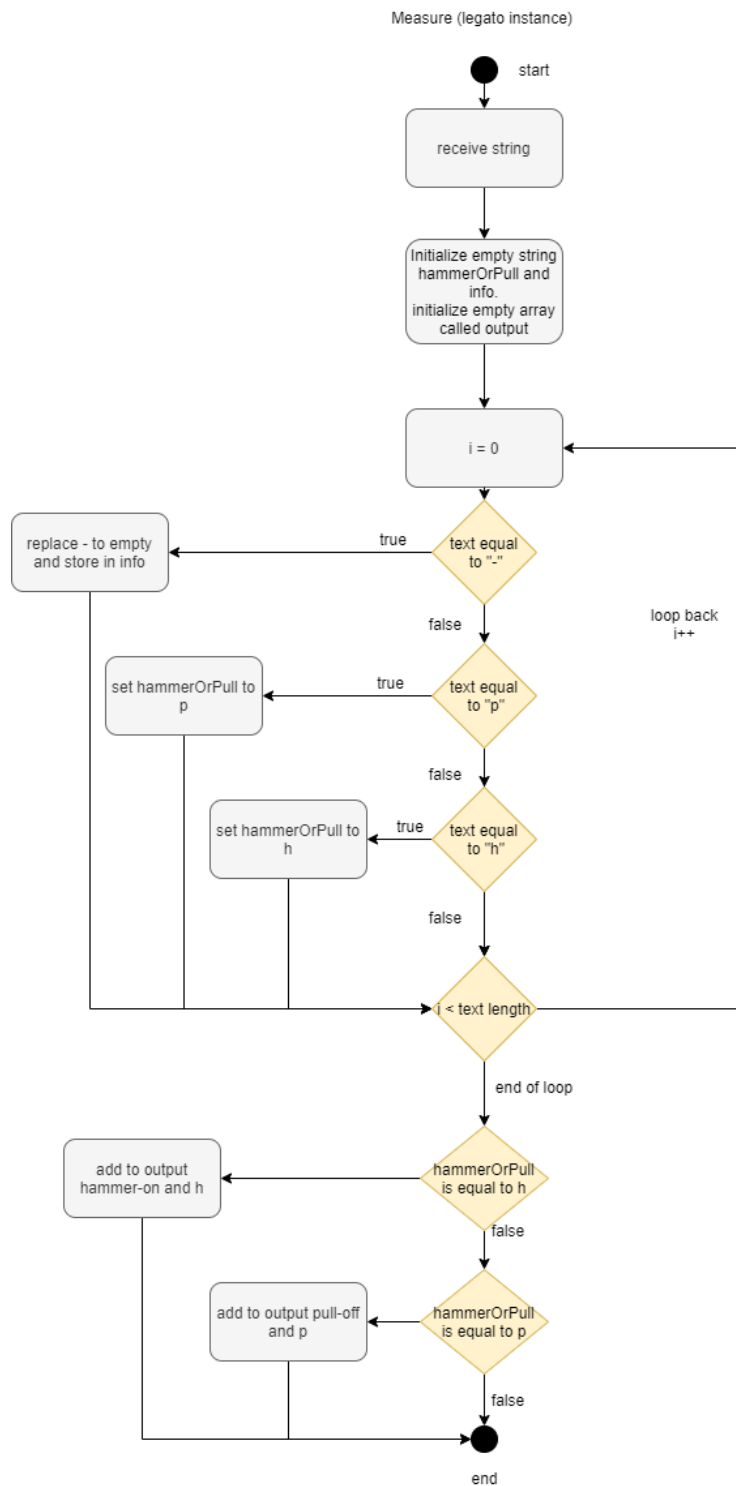 Measure (legato instance)
start
receive string
Initialize empty string
hammerOrPull and
info.
initialize empty array
called output
i = 0
replace - to empty
and store in info
true
text equal
to "-"
loop back
i++
false
set hammerOrPull to
p
true
text equal
to "p"
false
set hammerOrPull to
h
true
text equal
to "h"
false
i < text length
end of loop
add to output
hammer-on and h
hammerOrPull
is equal to h
false
add to output pull-off
and p
hammerOrPull
is equal to p
false
end